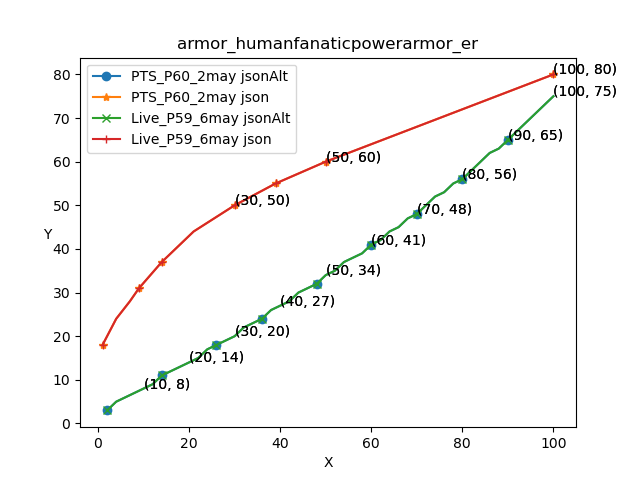 armor_humanfanaticpowerarmor_er
PTS_P60_2may jsonAlt
PTS_P60_2may json
Live_P59_6may jsonAlt
Live_P59_6may json
(100, 80)
(100, 75)
(90, 65)
(50, 60)
(80, 56)
(30, 50)
(70, 48)
(60, 41)
(50, 34)
(40, 27)
(30, 20)
(20, 14)
(10, 8)
80
70
60
50
40
30
20
10
0
Y
0 20 40 60 80 100
X